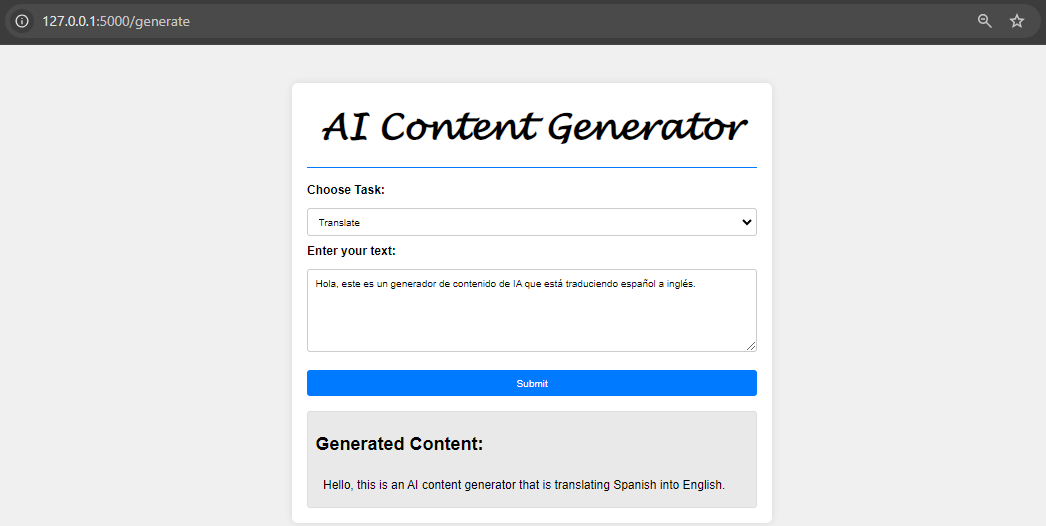 127.0.0.1:5000/generate
AI Content Generator
Choose Task:
Translate
Enter your text:
Hola, este es un generador de contenido de IA que está traduciendo español a inglés.
Submit
Generated Content:
Hello, this is an AI content generator that is translating Spanish into English.